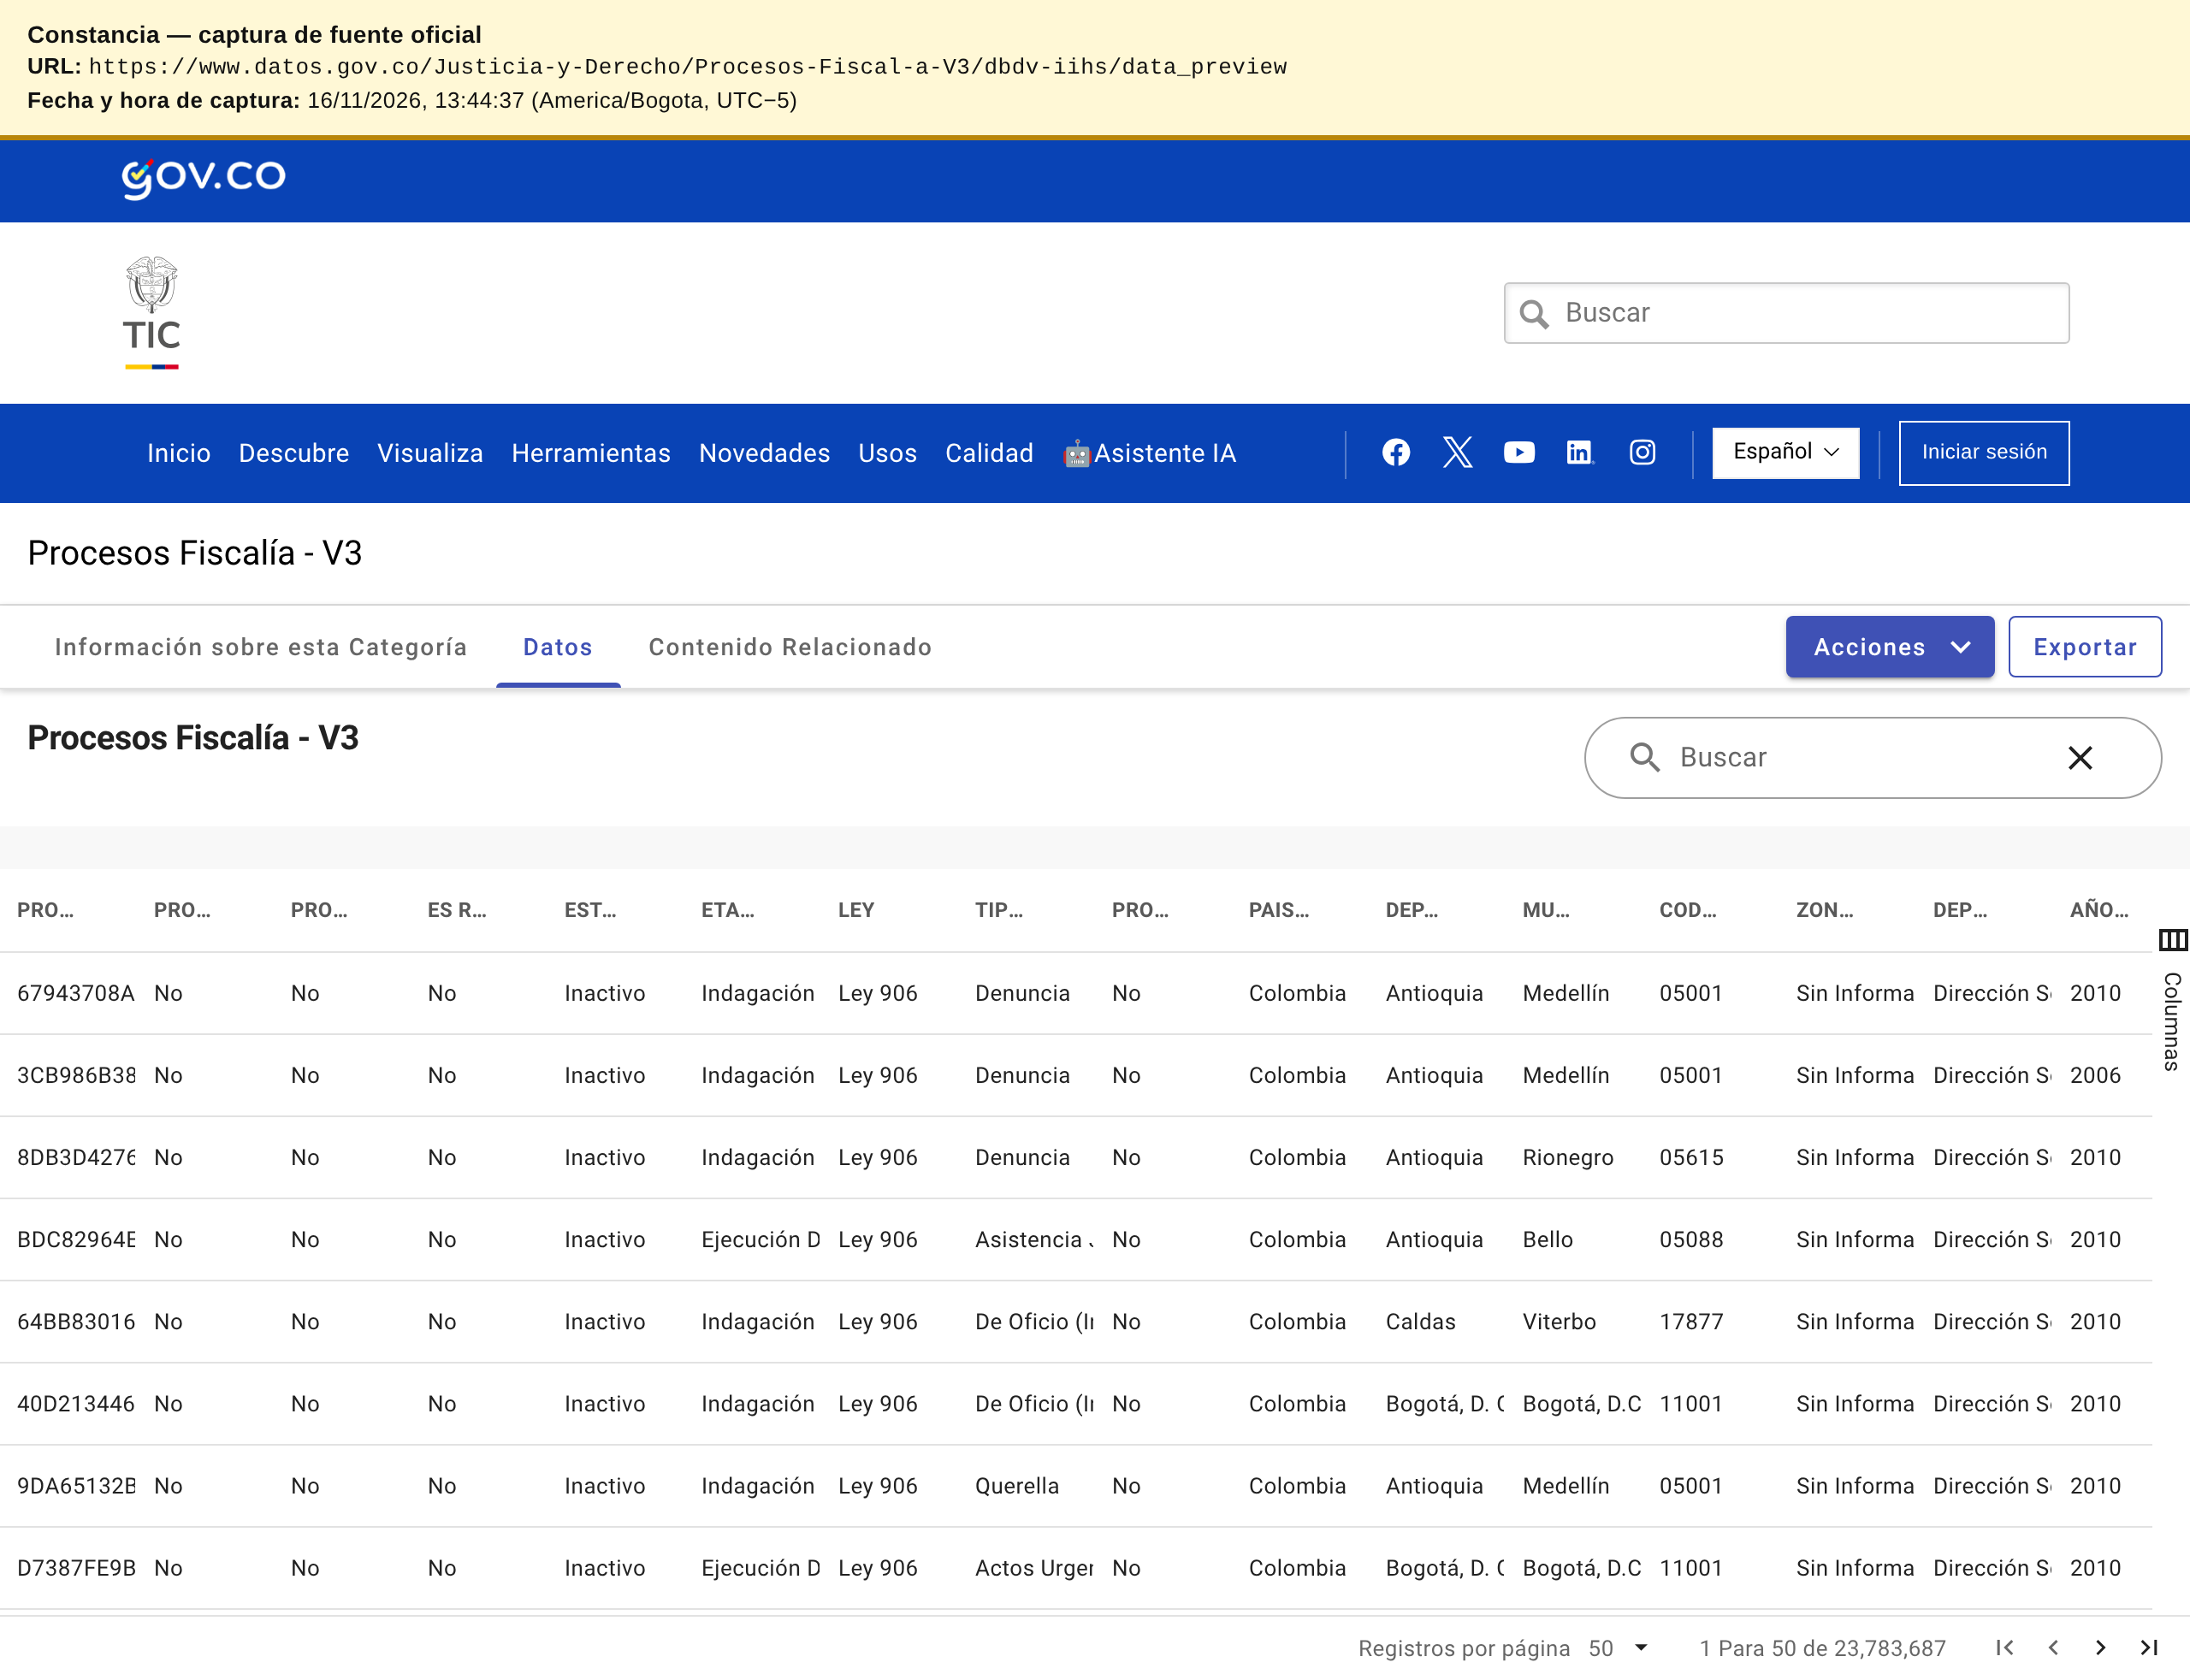 Constancia — captura de fuente oficial
URL: https://www.datos.gov.co/Justicia-y-Derecho/Procesos-Fiscal-a-V3/dbdv-iihs/data_preview
Fecha y hora de captura: 16/11/2026, 13:44:37 (America/Bogota, UTC−5)
gov.co
TIC
Buscar
Inicio Descubre Visualiza Herramientas Novedades Usos Calidad 🤖Asistente IA Español Iniciar sesión
Procesos Fiscalía - V3
Información sobre esta Categoría Datos Contenido Relacionado Acciones Exportar
Procesos Fiscalía - V3
Buscar
PRO... PRO... PRO... ES R... EST... ETA... LEY TIP... PRO... PAIS... DEP... MU... COD... ZON... DEP... AÑO...
Columnas
67943708A No No No Inactivo Indagación Ley 906 Denuncia No Colombia Antioquia Medellín 05001 Sin Informa Dirección S 2010
3CB986B38 No No No Inactivo Indagación Ley 906 Denuncia No Colombia Antioquia Medellín 05001 Sin Informa Dirección S 2006
8DB3D4276 No No No Inactivo Indagación Ley 906 Denuncia No Colombia Antioquia Rionegro 05615 Sin Informa Dirección S 2010
BDC82964E No No No Inactivo Ejecución D Ley 906 Asistencia No Colombia Antioquia Bello 05088 Sin Informa Dirección S 2010
64BB83016 No No No Inactivo Indagación Ley 906 De Oficio (I No Colombia Caldas Viterbo 17877 Sin Informa Dirección S 2010
40D213446 No No No Inactivo Indagación Ley 906 De Oficio (I No Colombia Bogotá, D. C Bogotá, D.C 11001 Sin Informa Dirección S 2010
9DA65132B No No No Inactivo Indagación Ley 906 Querella No Colombia Antioquia Medellín 05001 Sin Informa Dirección S 2010
D7387FE9B No No No Inactivo Ejecución D Ley 906 Actos Urge No Colombia Bogotá, D. C Bogotá, D.C 11001 Sin Informa Dirección S 2010
Registros por página 50 1 Para 50 de 23,783,687